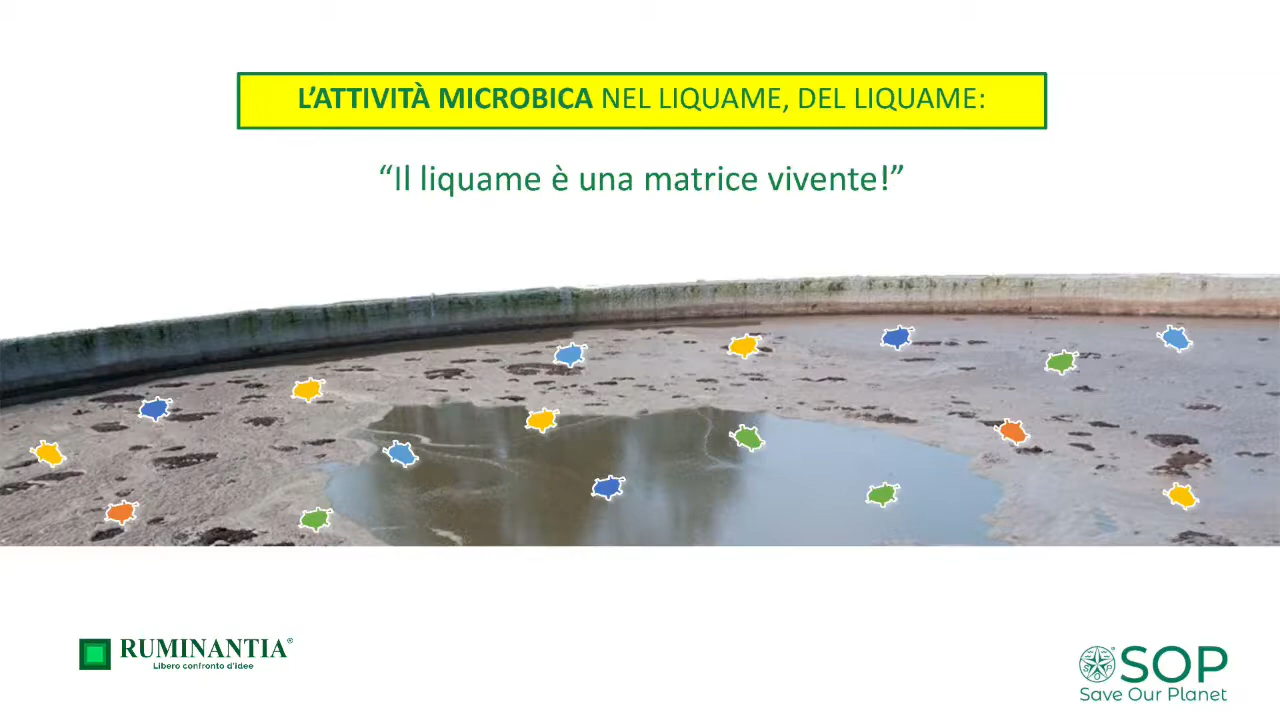 L’ATTIVITÀ MICROBICA NEL LIQUAME, DEL LIQUAME:
“Il liquame è una matrice vivente!”
RUMINANTIA®
Libero confronto d'idee
SOP
SOP
Save Our Planet